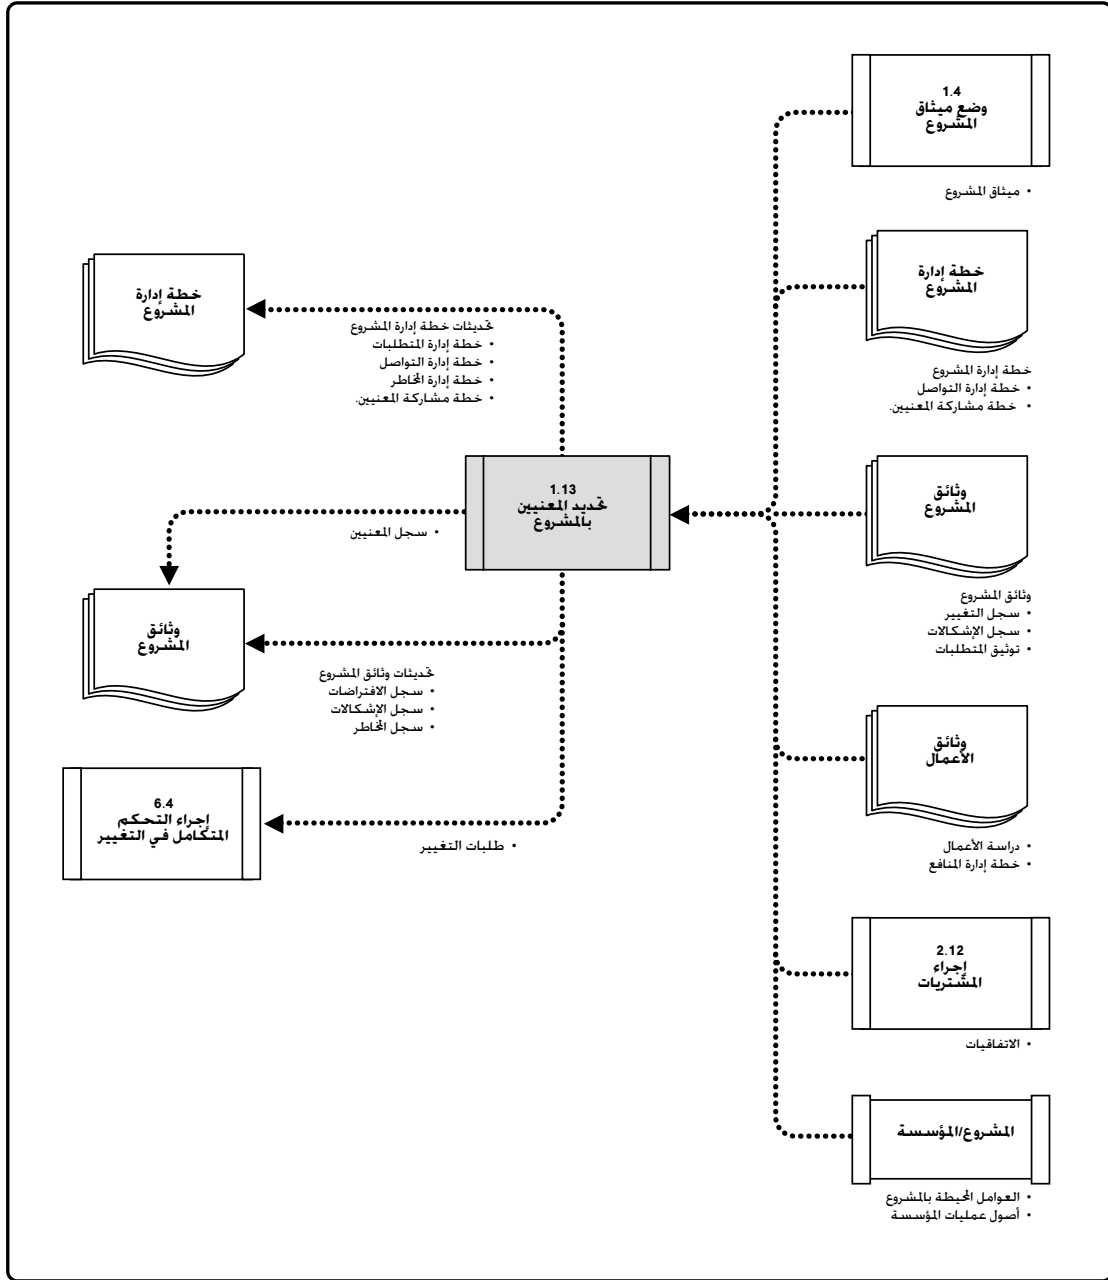 1.4
وضع ميثاق
المشروع
• ميثاق المشروع
خطة إدارة
المشروع
خطة إدارة المشروع
• خطة إدارة التواصل
• خطة مشاركة المعنيين.
وثائق
المشروع
وثائق المشروع
• سجل التغيير
• سجل الإشكالات
• توثيق المتطلبات
وثائق
الأعمال
• دراسة الأعمال
• خطة إدارة المنافع
2.12
إجراء
المشتريات
• الاتفاقيات
المشروع/المؤسسة
• العوامل المحيطة بالمشروع
• أصول عمليات المؤسسة
1.13
تحديد المعنيين
بالمشروع
خطة إدارة
المشروع
تحديثات خطة إدارة المشروع
• خطة إدارة المتطلبات
• خطة إدارة التواصل
• خطة إدارة المخاطر
• خطة مشاركة المعنيين.
• سجل المعنيين
وثائق
المشروع
تحديثات وثائق المشروع
• سجل الافتراضات
• سجل الإشكالات
• سجل المخاطر
6.4
إجراء التحكم
المتكامل في التغيير
• طلبات التغيير